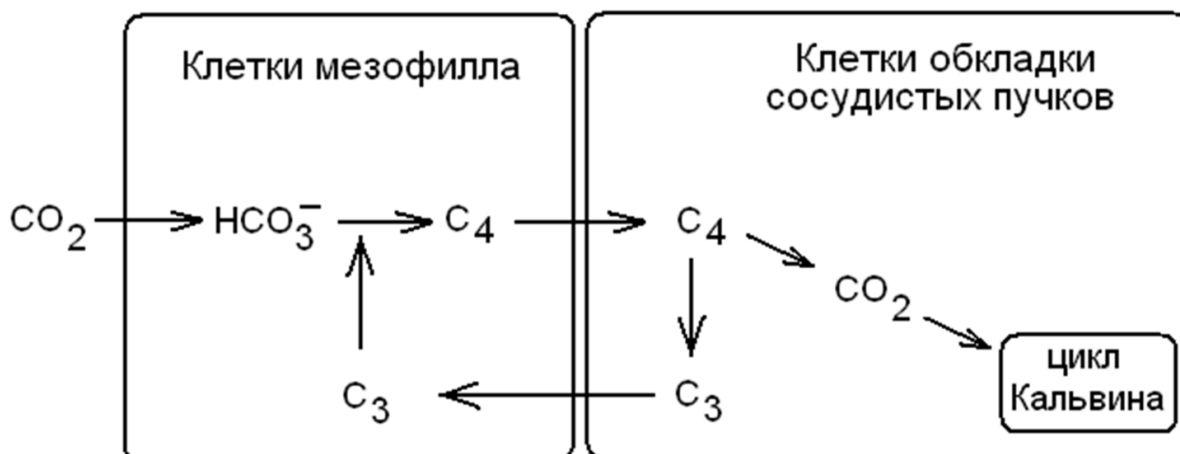 Клетки мезофилла
Клетки обкладки
сосудистых пучков
CO₂
HCO₃⁻
C₄
C₄
CO₂
C₃
C₃
цикл
Кальвина